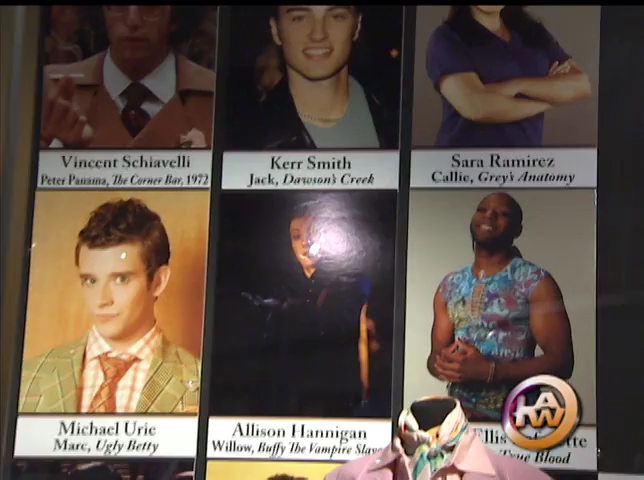 Vincent Schiavelli
Peter Panama, The Corner Bar, 1972
Kerr Smith
Jack, Dawson's Creek
Sara Ramirez
Callie, Grey's Anatomy
Michael Urie
Marc, Ugly Betty
Allison Hannigan
Willow, Buffy The Vampire
Ellis
True Blood